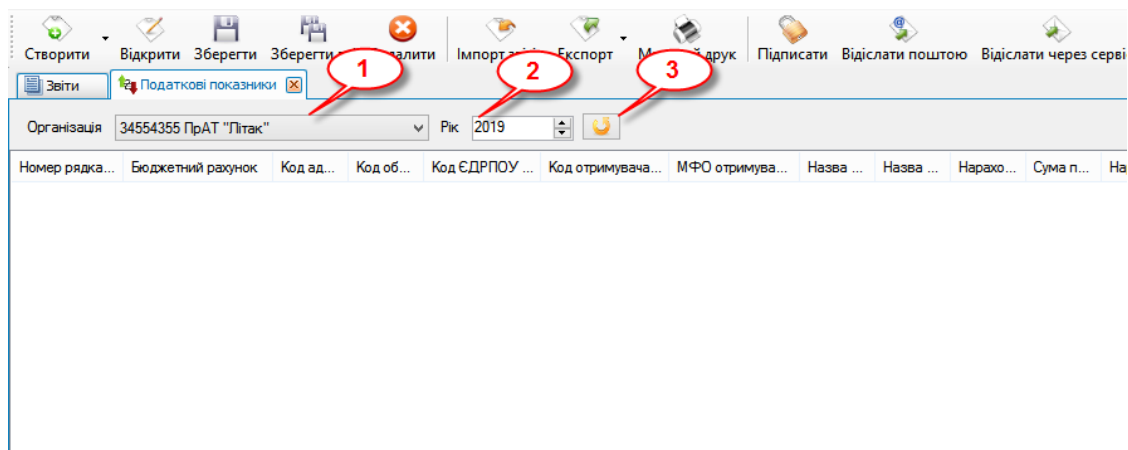 Створити Відкрити Зберегти Зберегти Імпорт Експорт друк Підписати Відіслати поштою Відіслати через серві
1 2 3
Звіти Податкові показники
Організація 34554355 ПрАТ "Літак" Рік 2019
Номер рядка... Бюджетний рахунок Код ад... Код об... Код ЄДРПОУ ... Код отримувача... МФО отримува... Назва ... Назва ... Нарахо... Сума п... На